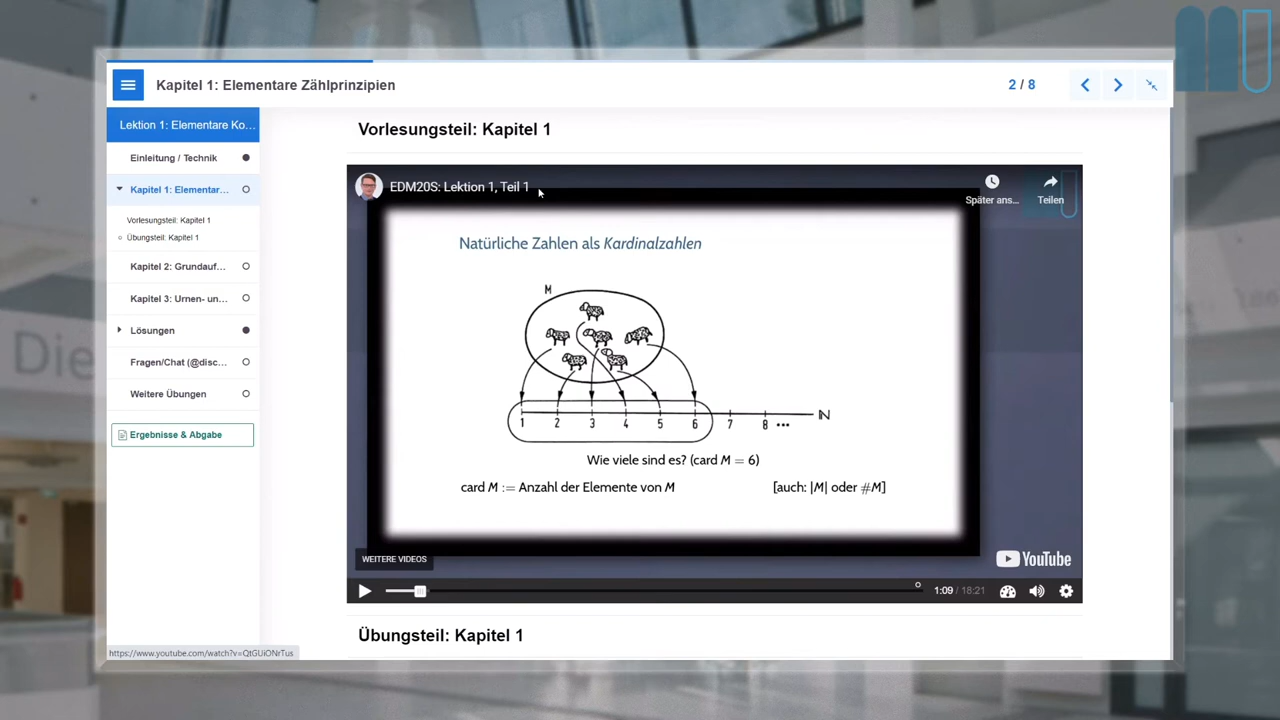 Kapitel 1: Elementare Zählprinzipien
2 / 8
Lektion 1: Elementare Ko...
Einleitung / Technik
Kapitel 1: Elementar...
Vorlesungsteil: Kapitel 1
Übungsteil: Kapitel 1
Kapitel 2: Grundauf...
Kapitel 3: Urnen- un...
Lösungen
Fragen/Chat (@disc...
Weitere Übungen
Ergebnisse & Abgabe
Vorlesungsteil: Kapitel 1
EDM20S: Lektion 1, Teil 1
Später ans...
Teilen
Natürliche Zahlen als Kardinalzahlen
M
1 2 3 4 5 6 7 8 ...
ℕ
Wie viele sind es? (card M = 6)
card M := Anzahl der Elemente von M
[auch: |M| oder #M]
WEITERE VIDEOS
YouTube
1:09 / 18:21
Übungsteil: Kapitel 1
https://www.youtube.com/watch?v=QtGUiONrTus
Die